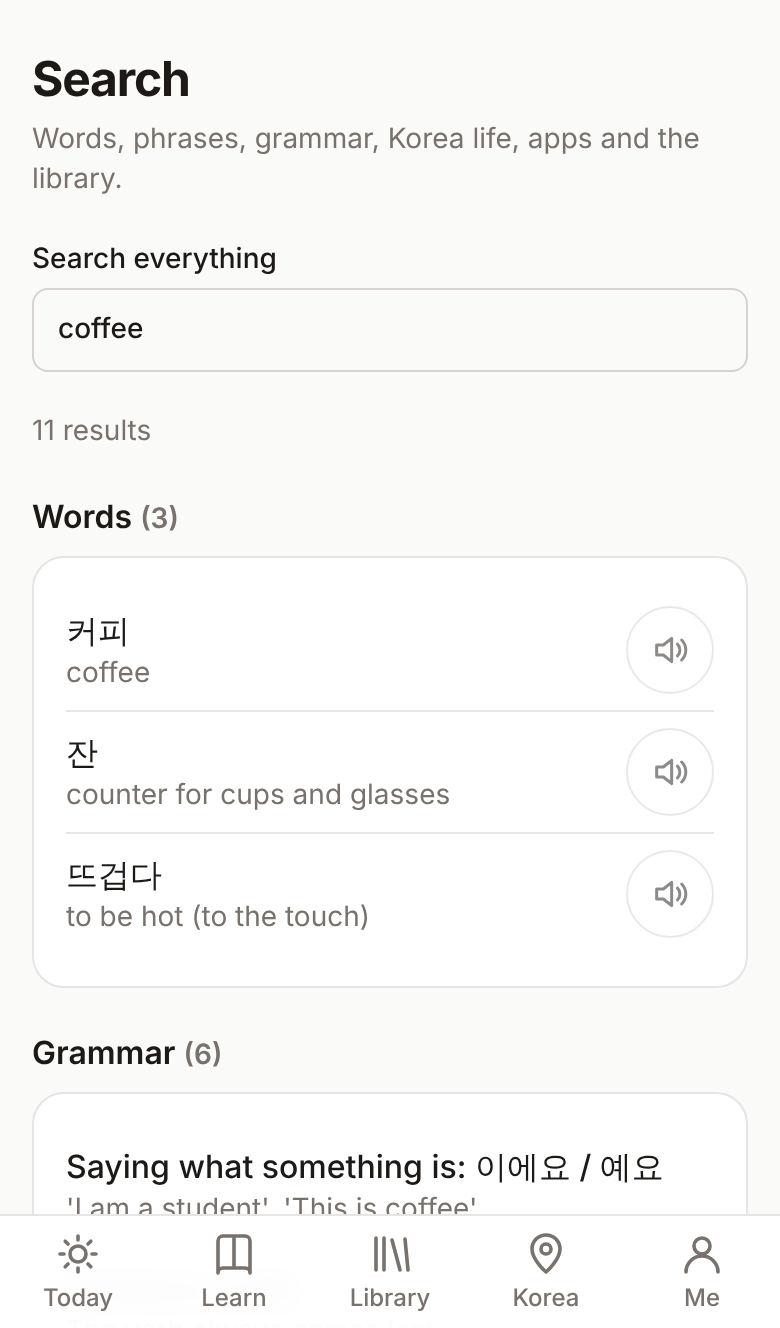 Search
Words, phrases, grammar, Korea life, apps and the
library.
Search everything
coffee
11 results
Words (3)
커피
coffee
잔
counter for cups and glasses
뜨겁다
to be hot (to the touch)
Grammar (6)
Saying what something is: 이에요 / 예요
'I am a student', 'This is coffee'
Today
Learn
Library
Korea
Me